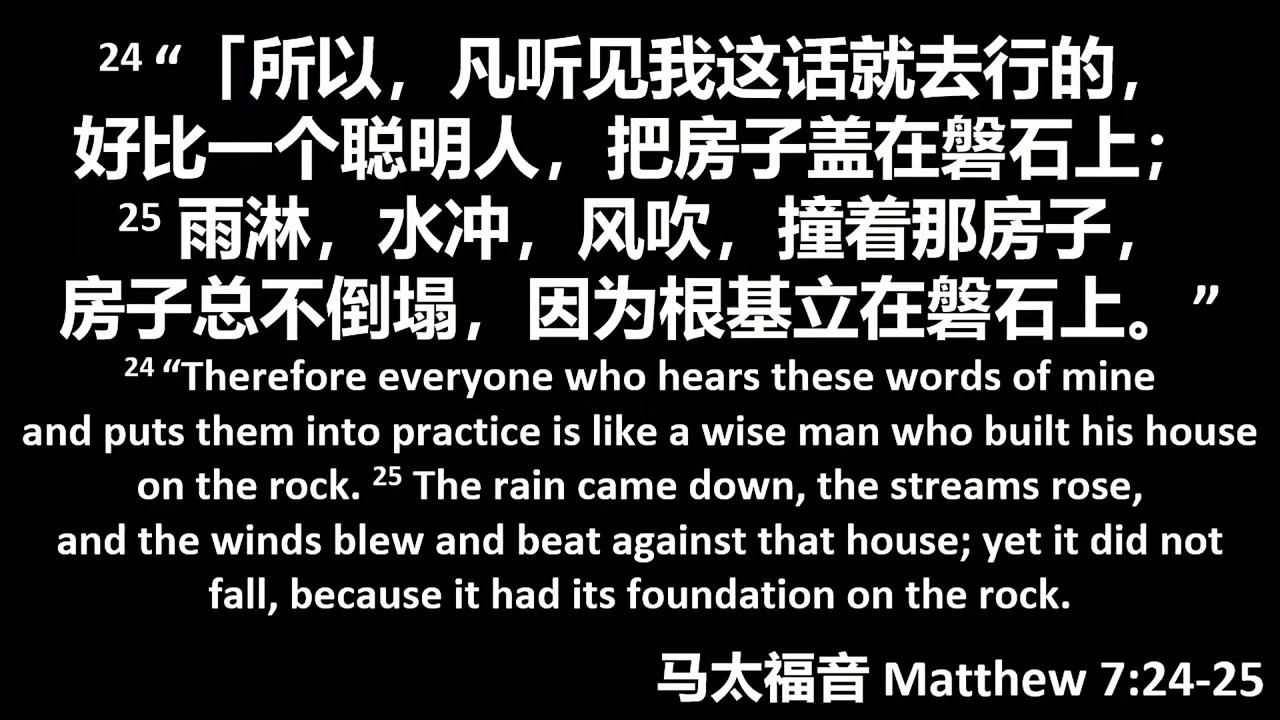 24 “「所以，凡听见我这话就去行的，
好比一个聪明人，把房子盖在磐石上；
25 雨淋，水冲，风吹，撞着那房子，
房子总不倒塌，因为根基立在磐石上。”
24 “Therefore everyone who hears these words of mine
and puts them into practice is like a wise man who built his house
on the rock. 25 The rain came down, the streams rose,
and the winds blew and beat against that house; yet it did not
fall, because it had its foundation on the rock.
马太福音 Matthew 7:24-25